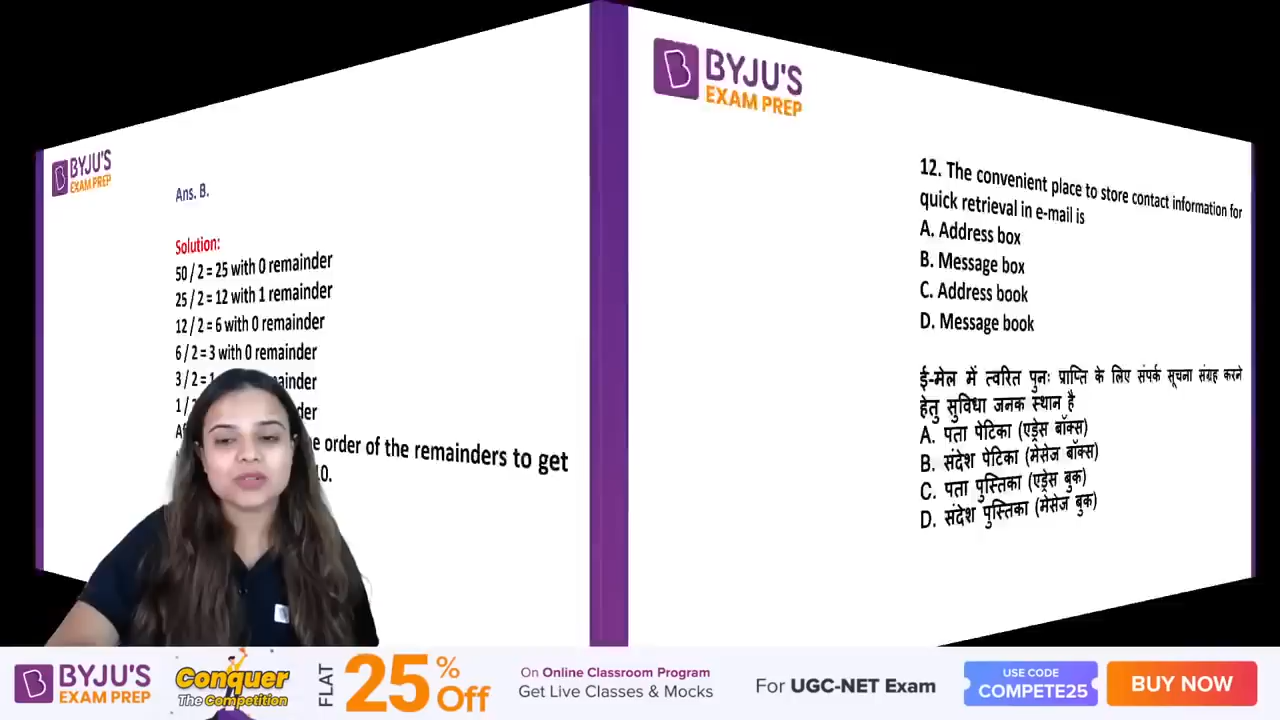 BYJU'S
EXAM PREP
Ans. B.
Solution:
50 / 2 = 25 with 0 remainder
25 / 2 = 12 with 1 remainder
12 / 2 = 6 with 0 remainder
6 / 2 = 3 with 0 remainder
3 / 2 = 1
1 /
order of the remainders to get
BYJU'S
EXAM PREP
12. The convenient place to store contact information for
quick retrieval in e-mail is
A. Address box
B. Message box
C. Address book
D. Message book
ई-मेल में त्वरित पुनः प्राप्ति के लिए संपर्क सूचना संग्रह करने
हेतु सुविधा जनक स्थान है
A. पता पेटिका (एड्रेस बॉक्स)
B. संदेश पेटिका (मेसेज बॉक्स)
C. पता पुस्तिका (एड्रेस बुक)
D. संदेश पुस्तिका (मेसेज बुक)
BYJU'S
EXAM PREP
Conquer
The Competition
FLAT
25% Off
On Online Classroom Program
Get Live Classes & Mocks
For UGC-NET Exam
USE CODE
COMPETE25
BUY NOW